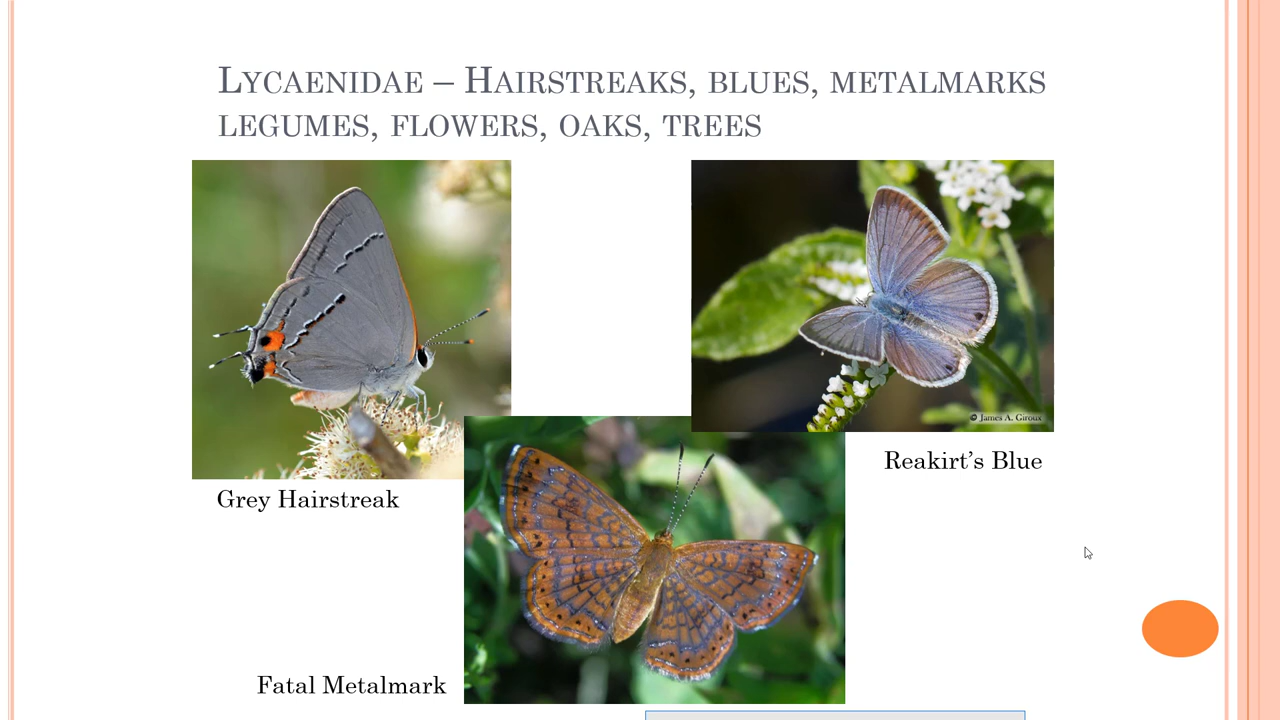 Lycaenidae – Hairstreaks, blues, metalmarks
legumes, flowers, oaks, trees
© James A. Giroux
Reakirt's Blue
Grey Hairstreak
Fatal Metalmark